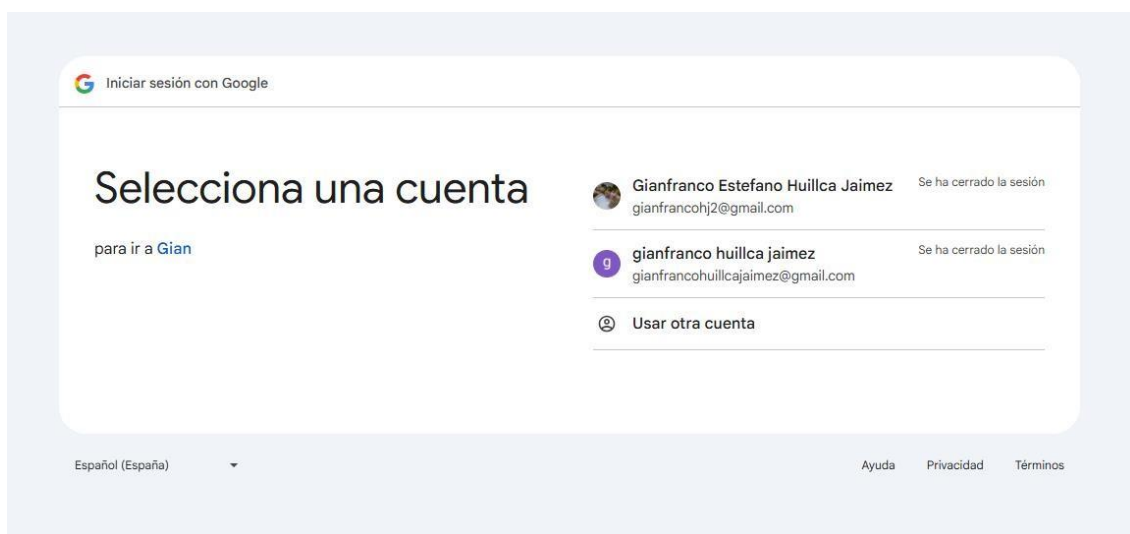 Iniciar sesión con Google
Selecciona una cuenta
para ir a Gian
Gianfranco Estefano Huillca Jaimez
Se ha cerrado la sesión
gianfrancohj2@gmail.com
g
gianfranco huillca jaimez
Se ha cerrado la sesión
gianfrancohuillcajaimez@gmail.com
Usar otra cuenta
Español (España)
Ayuda Privacidad Términos